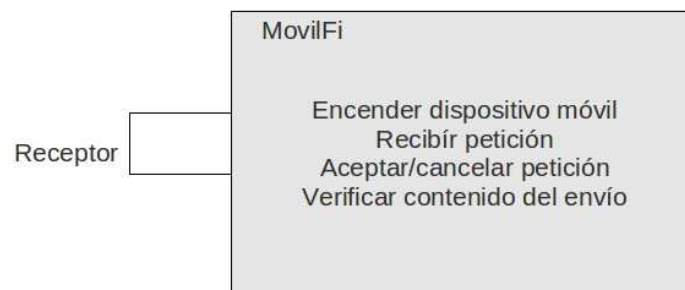 MovilFi
Encender dispositivo móvil
Recibír petición
Aceptar/cancelar petición
Verificar contenido del envío
Receptor